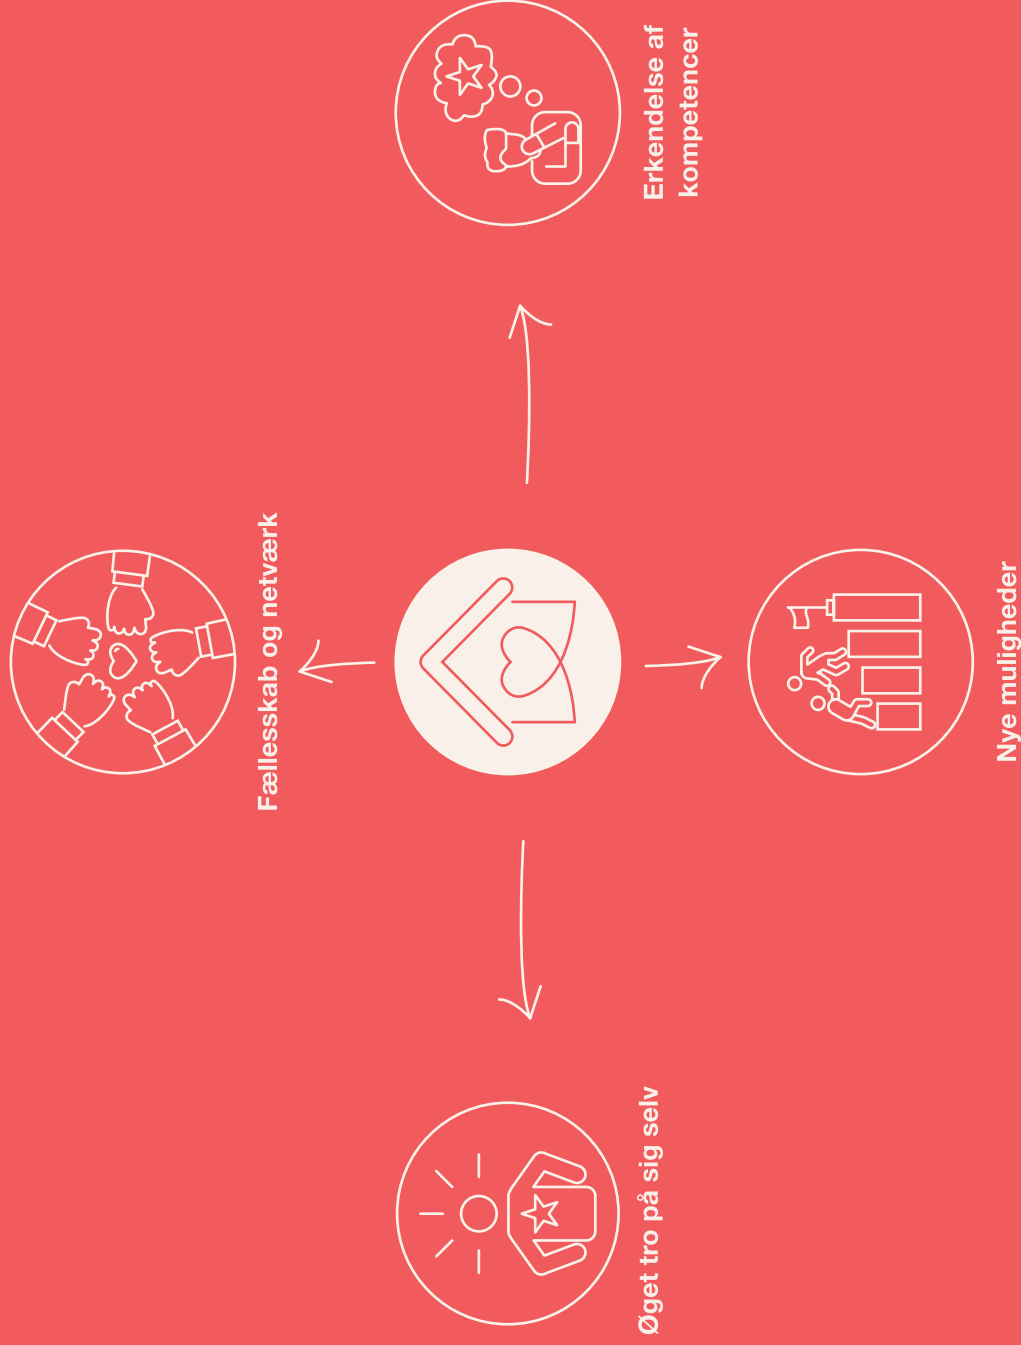 Fællesskab og netværk
Øget tro på sig selv
Erkendelse af
kompetencer
Nye muligheder